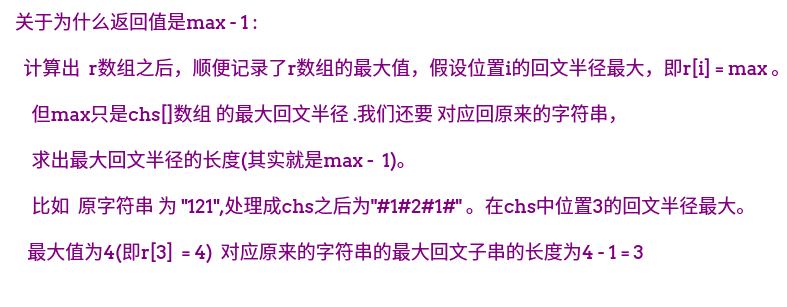 关于为什么返回值是max - 1 :
计算出 r数组之后，顺便记录了r数组的最大值，假设位置i的回文半径最大，即r[i] = max 。
但max只是chs[]数组 的最大回文半径 .我们还要 对应回原来的字符串，
求出最大回文半径的长度(其实就是max - 1)。
比如 原字符串 为 "121",处理成chs之后为"#1#2#1#" 。在chs中位置3的回文半径最大。
最大值为4(即r[3] = 4) 对应原来的字符串的最大回文子串的长度为4 - 1 = 3